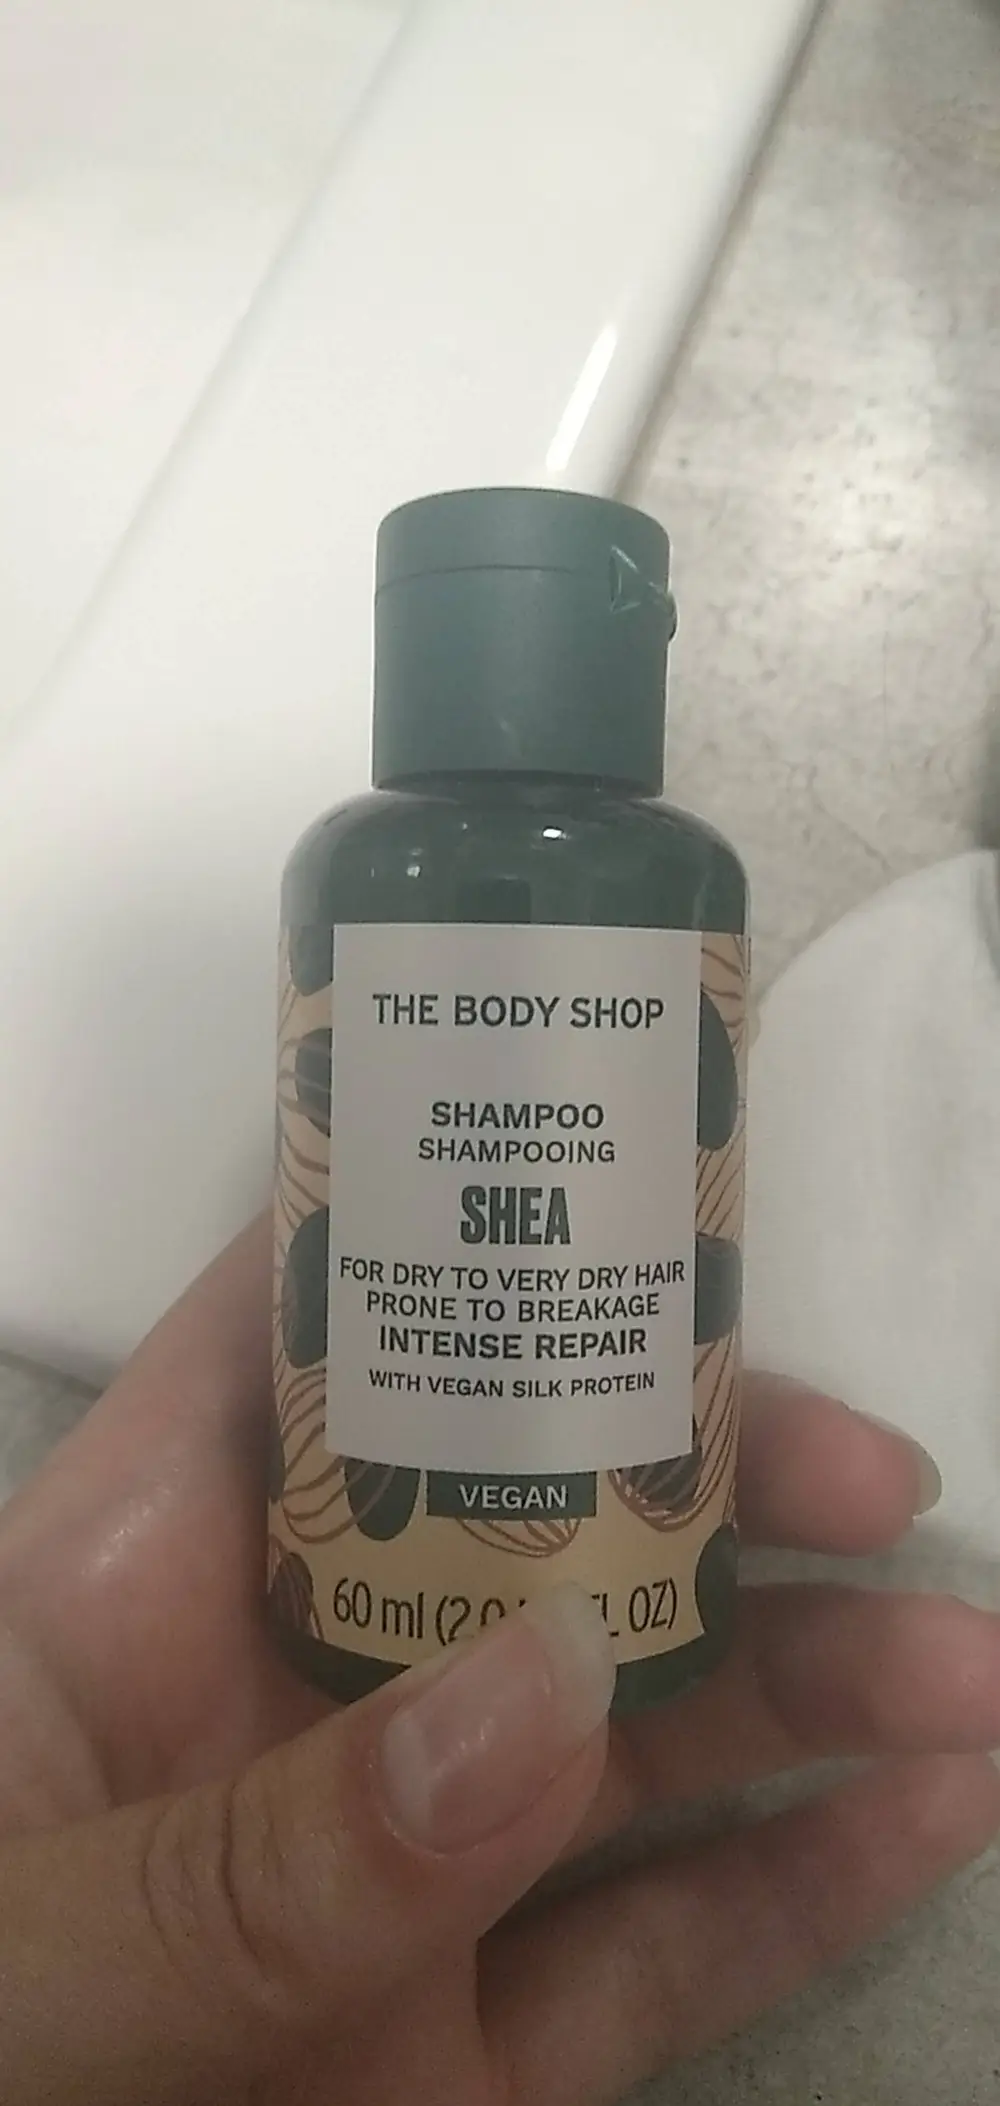 THE BODY SHOP
SHAMPOO
SHAMPOOING
SHEA
FOR DRY TO VERY DRY HAIR
PRONE TO BREAKAGE
INTENSE REPAIR
WITH VEGAN SILK PROTEIN
VEGAN
60 ml OZ)